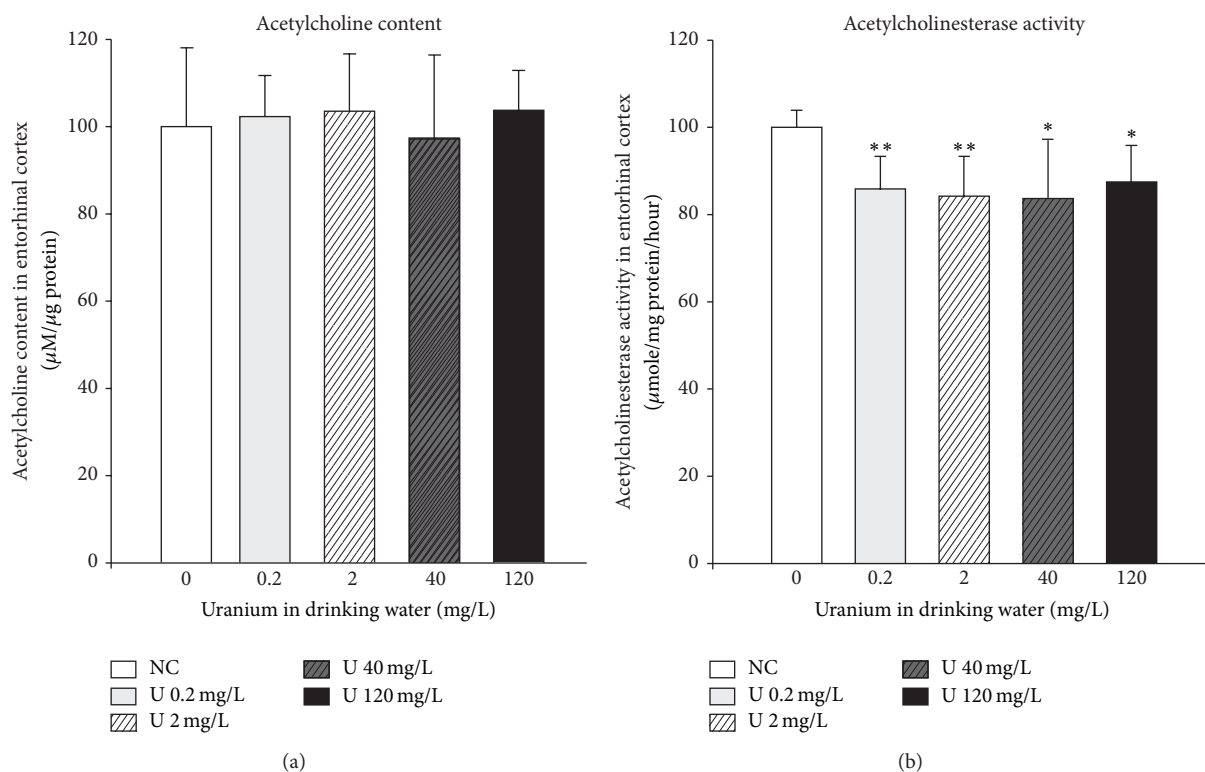 Acetylcholine content
120
100
80
60
40
20
0
Acetylcholine content in entorhinal cortex
(μM/μg protein)
0 0.2 2 40 120
Uranium in drinking water (mg/L)
NC
U 0.2 mg/L
U 2 mg/L
U 40 mg/L
U 120 mg/L
(a)
Acetylcholinesterase activity
120
100
80
60
40
20
0
Acetylcholinesterase activity in entorhinal cortex
(μmole/mg protein/hour)
** ** * *
0 0.2 2 40 120
Uranium in drinking water (mg/L)
NC
U 0.2 mg/L
U 2 mg/L
U 40 mg/L
U 120 mg/L
(b)